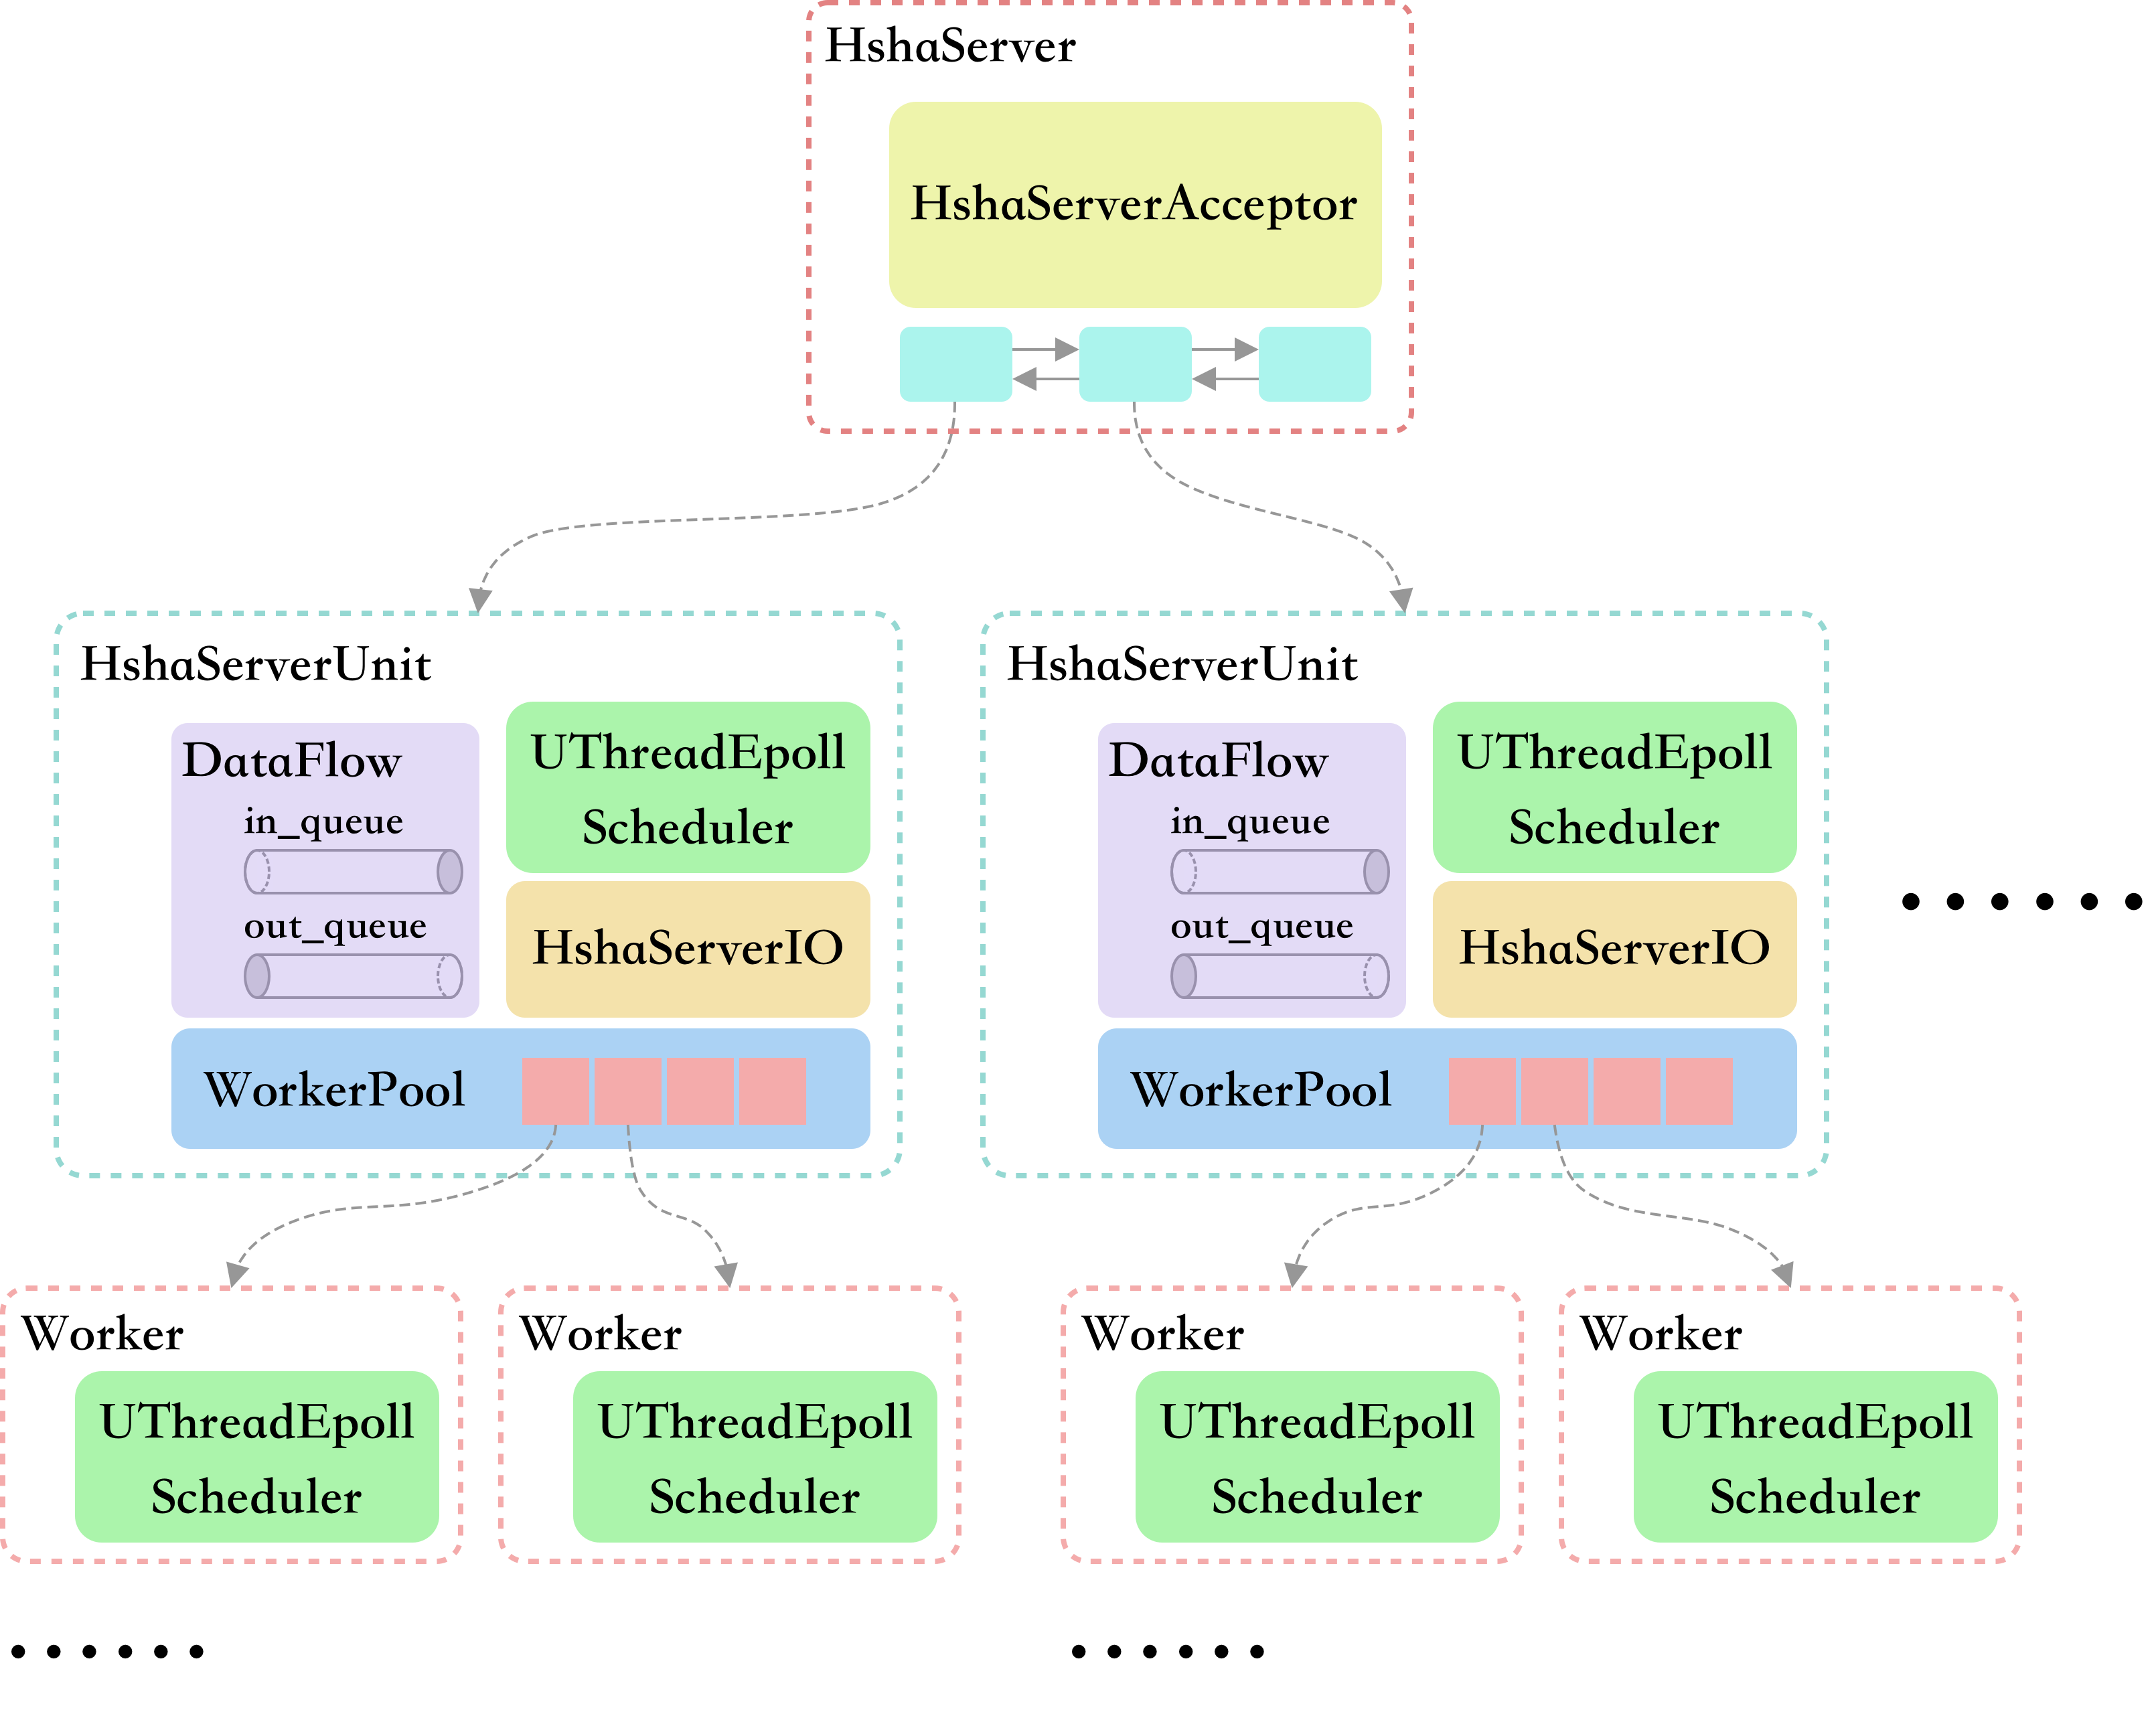 HshaServer
HshaServerAcceptor
HshaServerUnit
DataFlow
in_queue
out_queue
UThreadEpoll
Scheduler
HshaServerIO
WorkerPool
HshaServerUnit
DataFlow
in_queue
out_queue
UThreadEpoll
Scheduler
HshaServerIO
WorkerPool
......
Worker
UThreadEpoll
Scheduler
Worker
UThreadEpoll
Scheduler
Worker
UThreadEpoll
Scheduler
Worker
UThreadEpoll
Scheduler
......
......